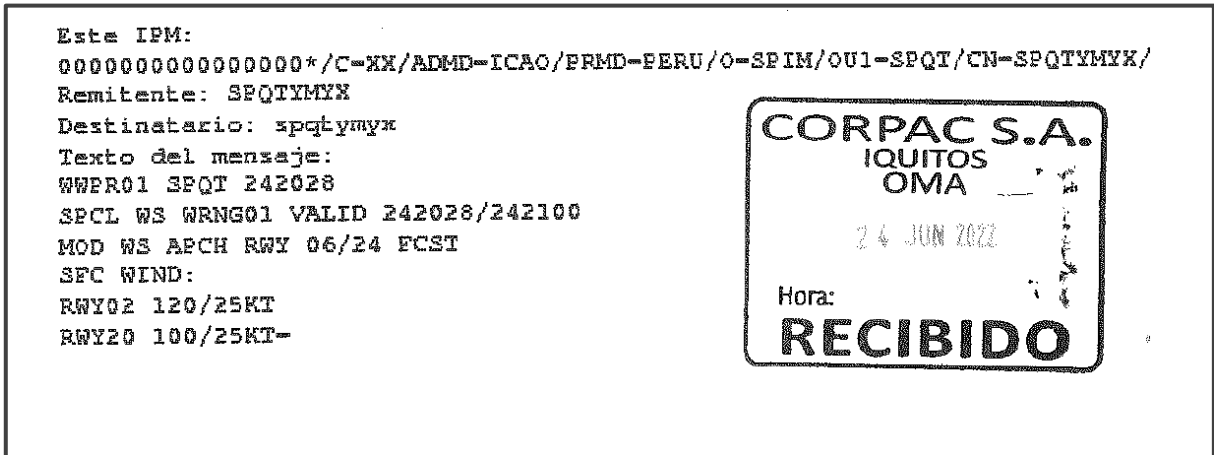 Este IPM:
0000000000000000*/C=XX/ADMD=ICAO/PRMD=PERU/O=SPIM/OU1=SPQT/CN=SPQTYMYX/
Remitente: SPQTYMYX
Destinatario: spqtymyx
Texto del mensaje:
WWPR01 SPQT 242028
SPCL WS WRNG01 VALID 242028/242100
MOD WS APCH RWY 06/24 FCST
SFC WIND:
RWY02 120/25KT
RWY20 100/25KT=
CORPAC S.A.
IQUITOS
OMA
24 JUN 2022
Hora:
RECIBIDO